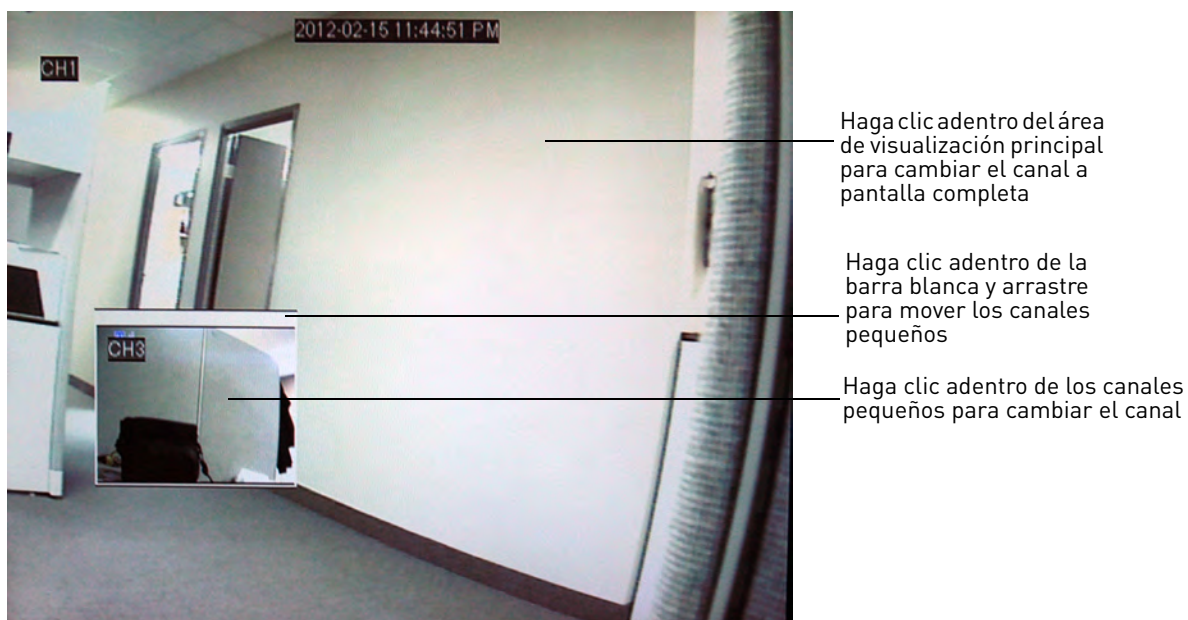 2012-02-15 11:44:51 PM
CH1
Haga clic adentro del área
de visualización principal
para cambiar el canal a
pantalla completa
Haga clic adentro de la
barra blanca y arrastre
para mover los canales
pequeños
CH3
Haga clic adentro de los canales
pequeños para cambiar el canal